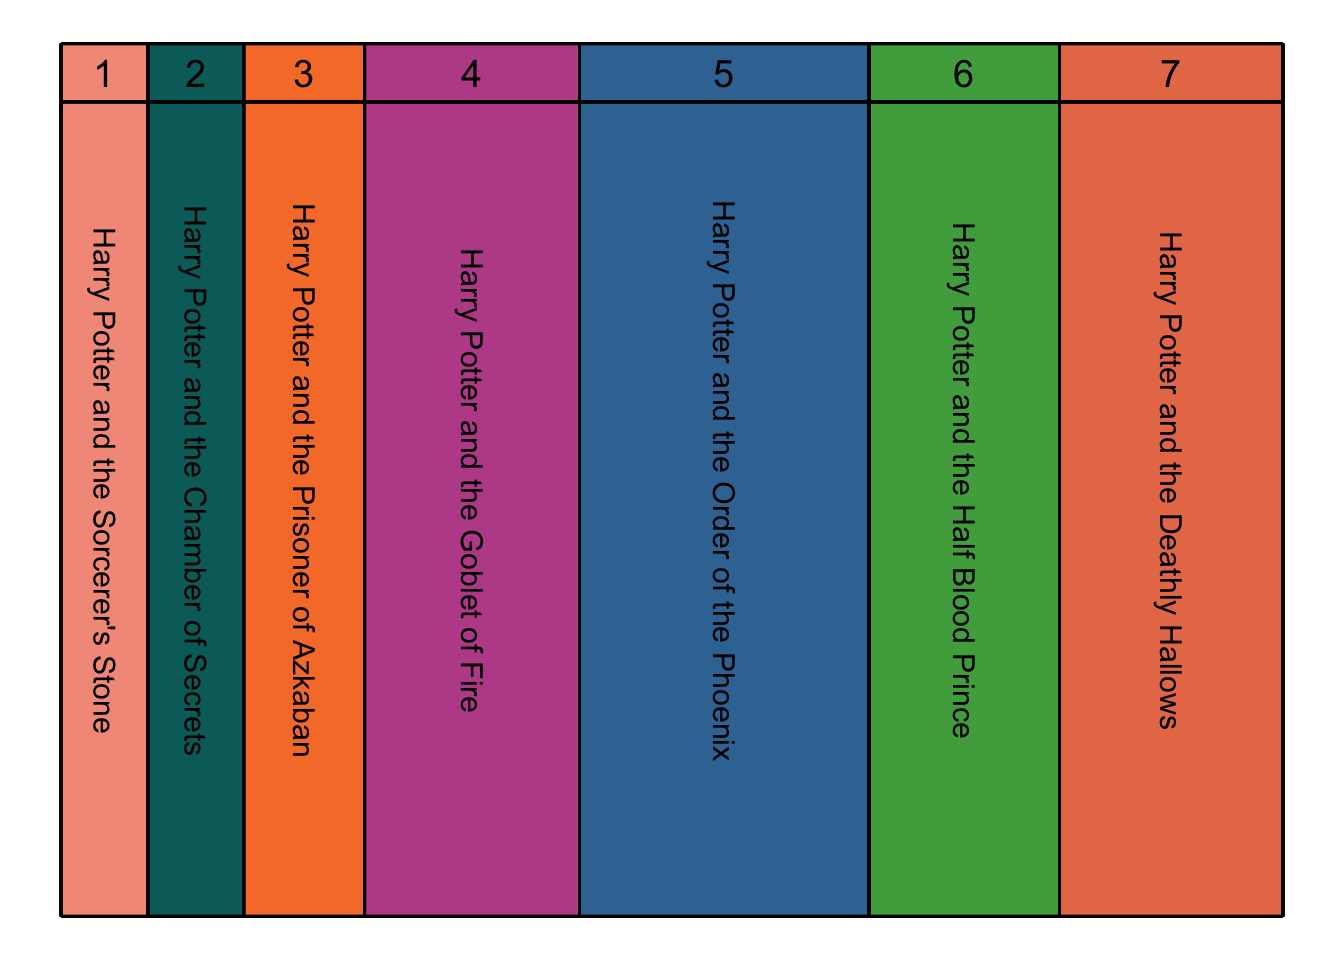 1
2
3
4
5
6
7
Harry Potter and the Sorcerer's Stone
Harry Potter and the Chamber of Secrets
Harry Potter and the Prisoner of Azkaban
Harry Potter and the Goblet of Fire
Harry Potter and the Order of the Phoenix
Harry Potter and the Half Blood Prince
Harry Potter and the Deathly Hallows